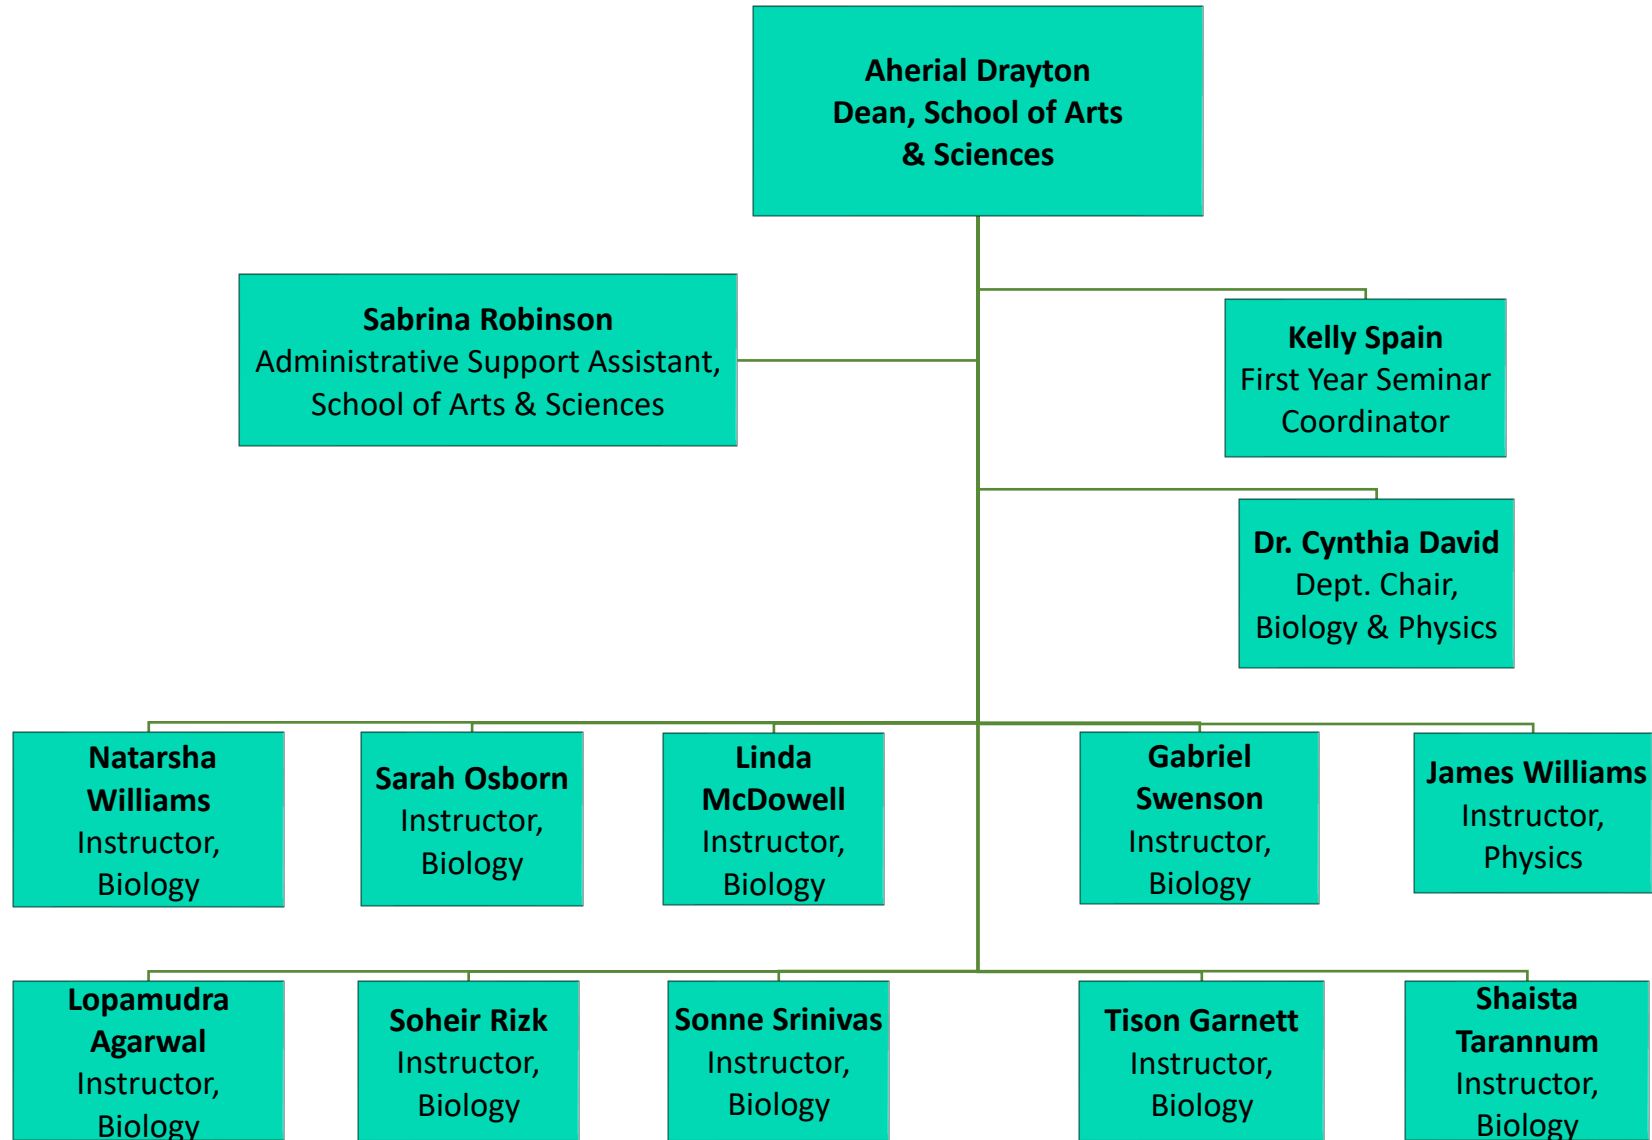 Aherial Drayton
Dean, School of Arts
& Sciences
Sabrina Robinson
Administrative Support Assistant,
School of Arts & Sciences
Kelly Spain
First Year Seminar
Coordinator
Dr. Cynthia David
Dept. Chair,
Biology & Physics
Natarsha
Williams
Instructor,
Biology
Sarah Osborn
Instructor,
Biology
Linda
McDowell
Instructor,
Biology
Gabriel
Swenson
Instructor,
Biology
James Williams
Instructor,
Physics
Lopamudra
Agarwal
Instructor,
Biology
Soheir Rizk
Instructor,
Biology
Sonne Srinivas
Instructor,
Biology
Tison Garnett
Instructor,
Biology
Shaista
Tarannum
Instructor,
Biology